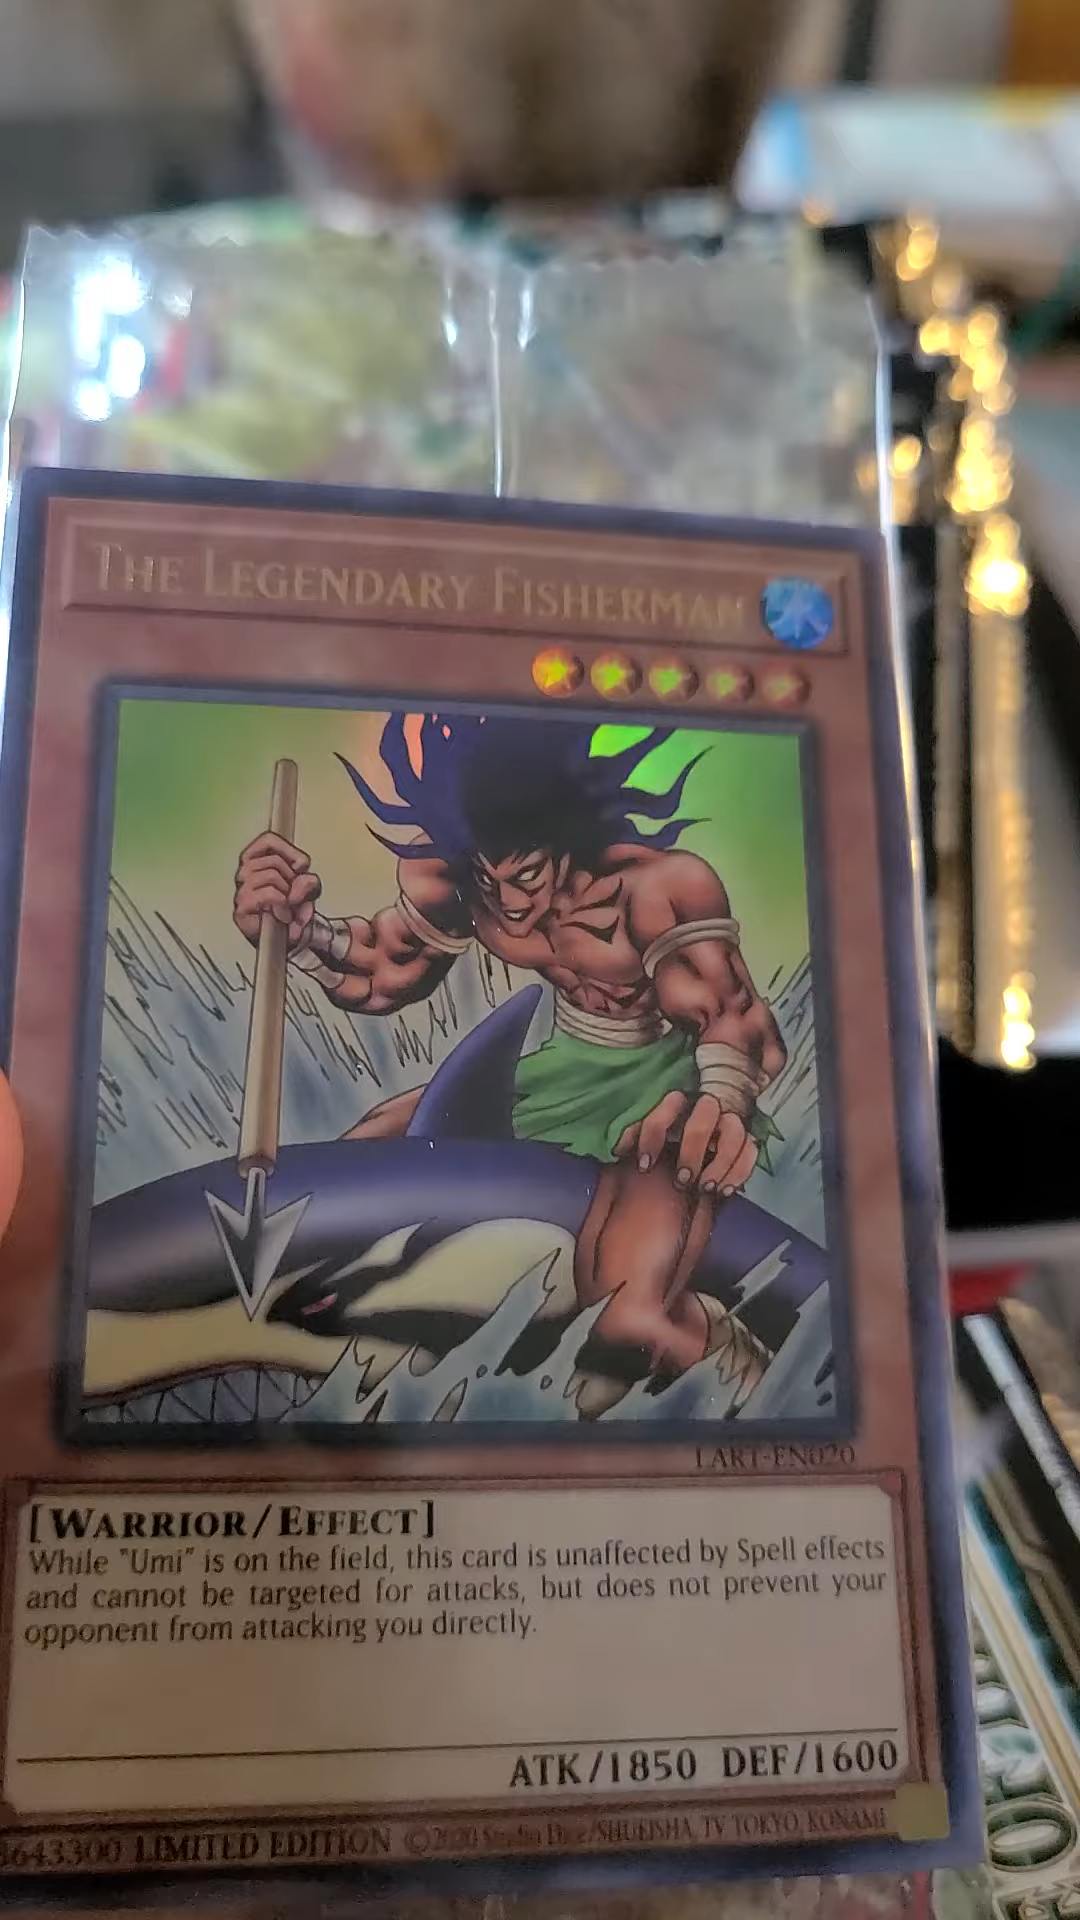 THE LEGENDARY FISHERMAN
LART-EN020
[WARRIOR/EFFECT]
While "Umi" is on the field, this card is unaffected by Spell effects
and cannot be targeted for attacks, but does not prevent your
opponent from attacking you directly.
ATK/1850 DEF/1600
3643300 LIMITED EDITION ©2020 Studio Dice/SHUEISHA, TV TOKYO, KONAMI